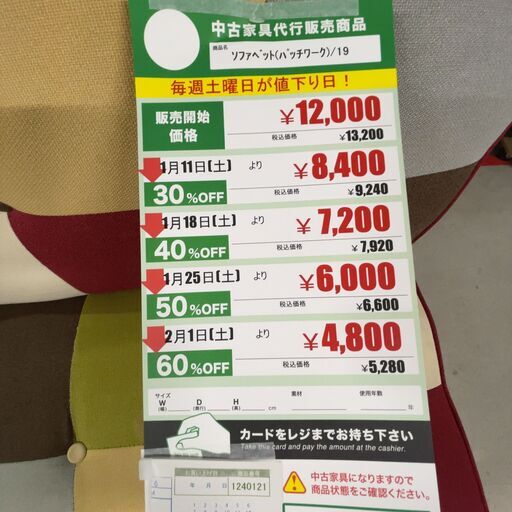 中古家具代行販売商品
商品名
ソファベット(パッチワーク)/19
毎週土曜日が値下り日！
販売開始価格
¥12,000
税込価格 ¥13,200
1月11日(土) より ¥8,400
30%OFF 税込価格 ¥9,240
1月18日(土) より ¥7,200
40%OFF 税込価格 ¥7,920
1月25日(土) より ¥6,000
50%OFF 税込価格 ¥6,600
2月1日(土) より ¥4,800
60%OFF 税込価格 ¥5,280
サイズ 素材 使用年数
W(幅) D(奥行) H(高) cm 年
カードをレジまでお持ち下さい
Take this card and pay the amount at the cashier.
年 月 日 1240121
中古家具になりますので
商品状態をご確認ください。